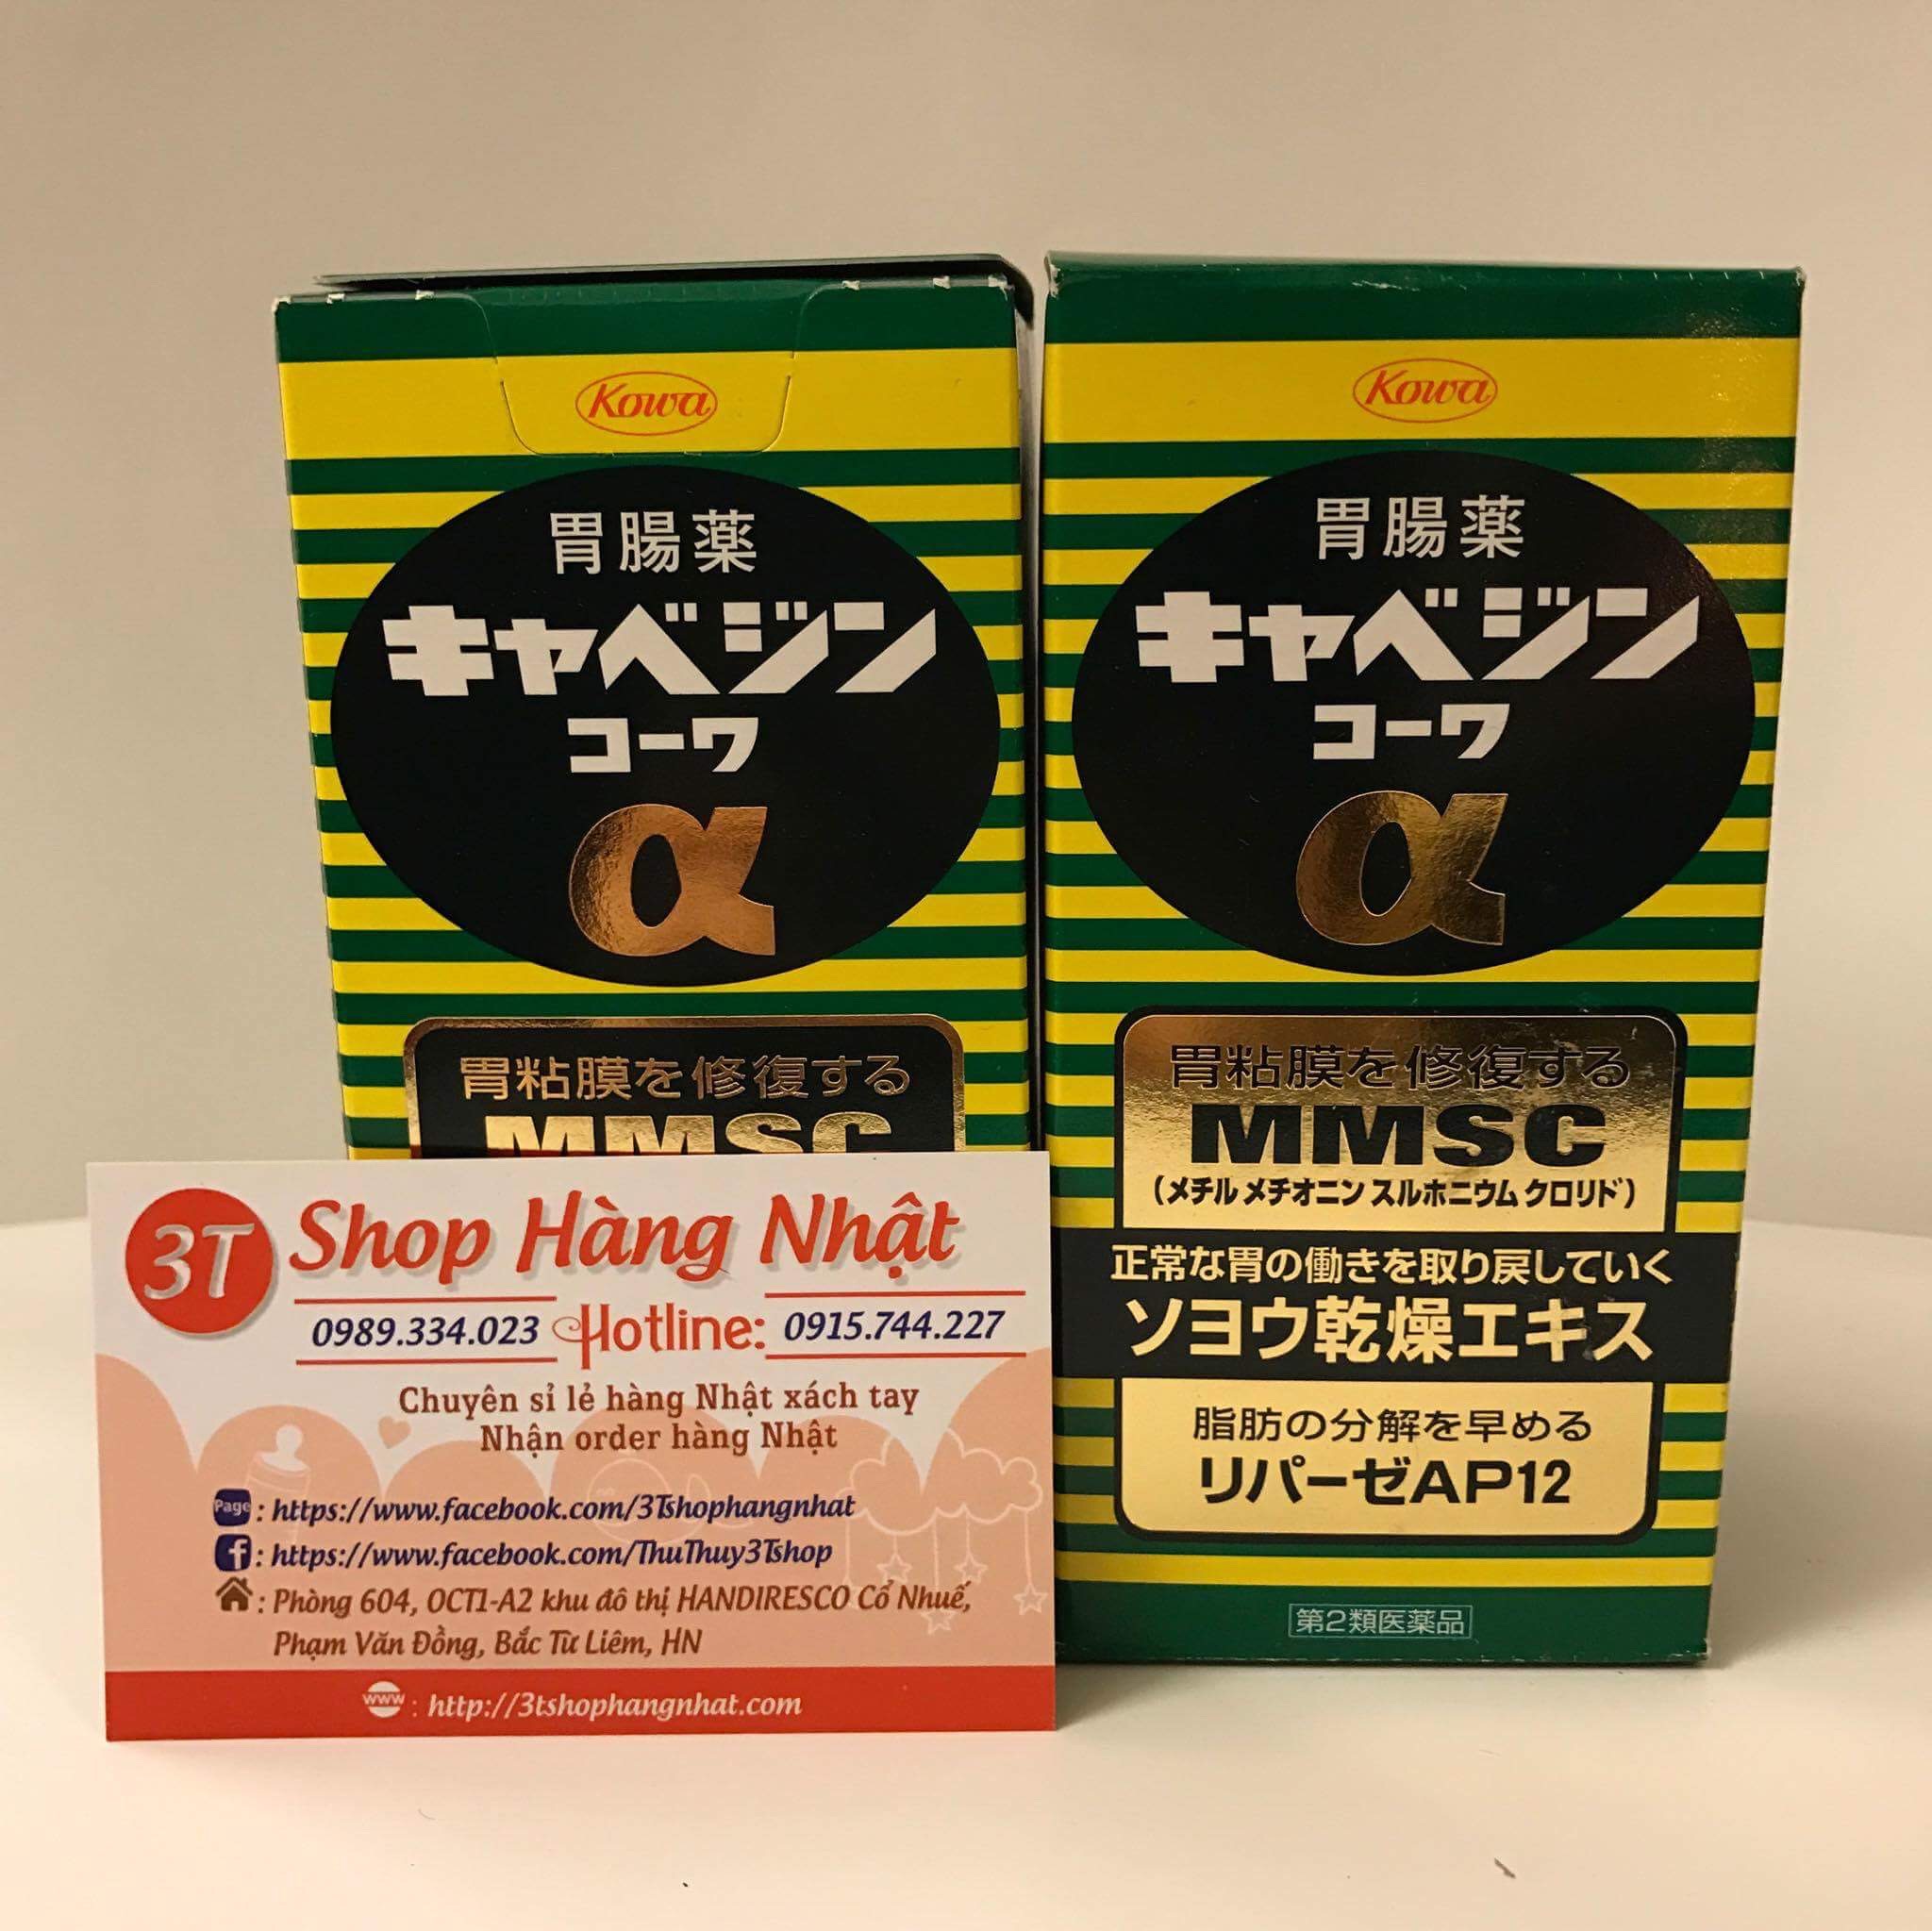 Kowa
胃腸薬
キャベジン
コーワ
α
胃粘膜を修復する
MMSC
Kowa
胃腸薬
キャベジン
コーワ
α
胃粘膜を修復する
MMSC
(メチルメチオニンスルホニウムクロリド)
正常な胃の働きを取り戻していく
ソヨウ乾燥エキス
脂肪の分解を早める
リパーゼAP12
第2類医薬品
3T Shop Hàng Nhật
0989.334.023 Hotline: 0915.744.227
Chuyên sỉ lẻ hàng Nhật xách tay
Nhận order hàng Nhật
Page : https://www.facebook.com/3Tshophangnhat
f : https://www.facebook.com/ThuThuy3Tshop
: Phòng 604, OCT1-A2 khu đô thị HANDIRESCO Cổ Nhuế,
Phạm Văn Đồng, Bắc Từ Liêm, HN
www : http://3tshophangnhat.com